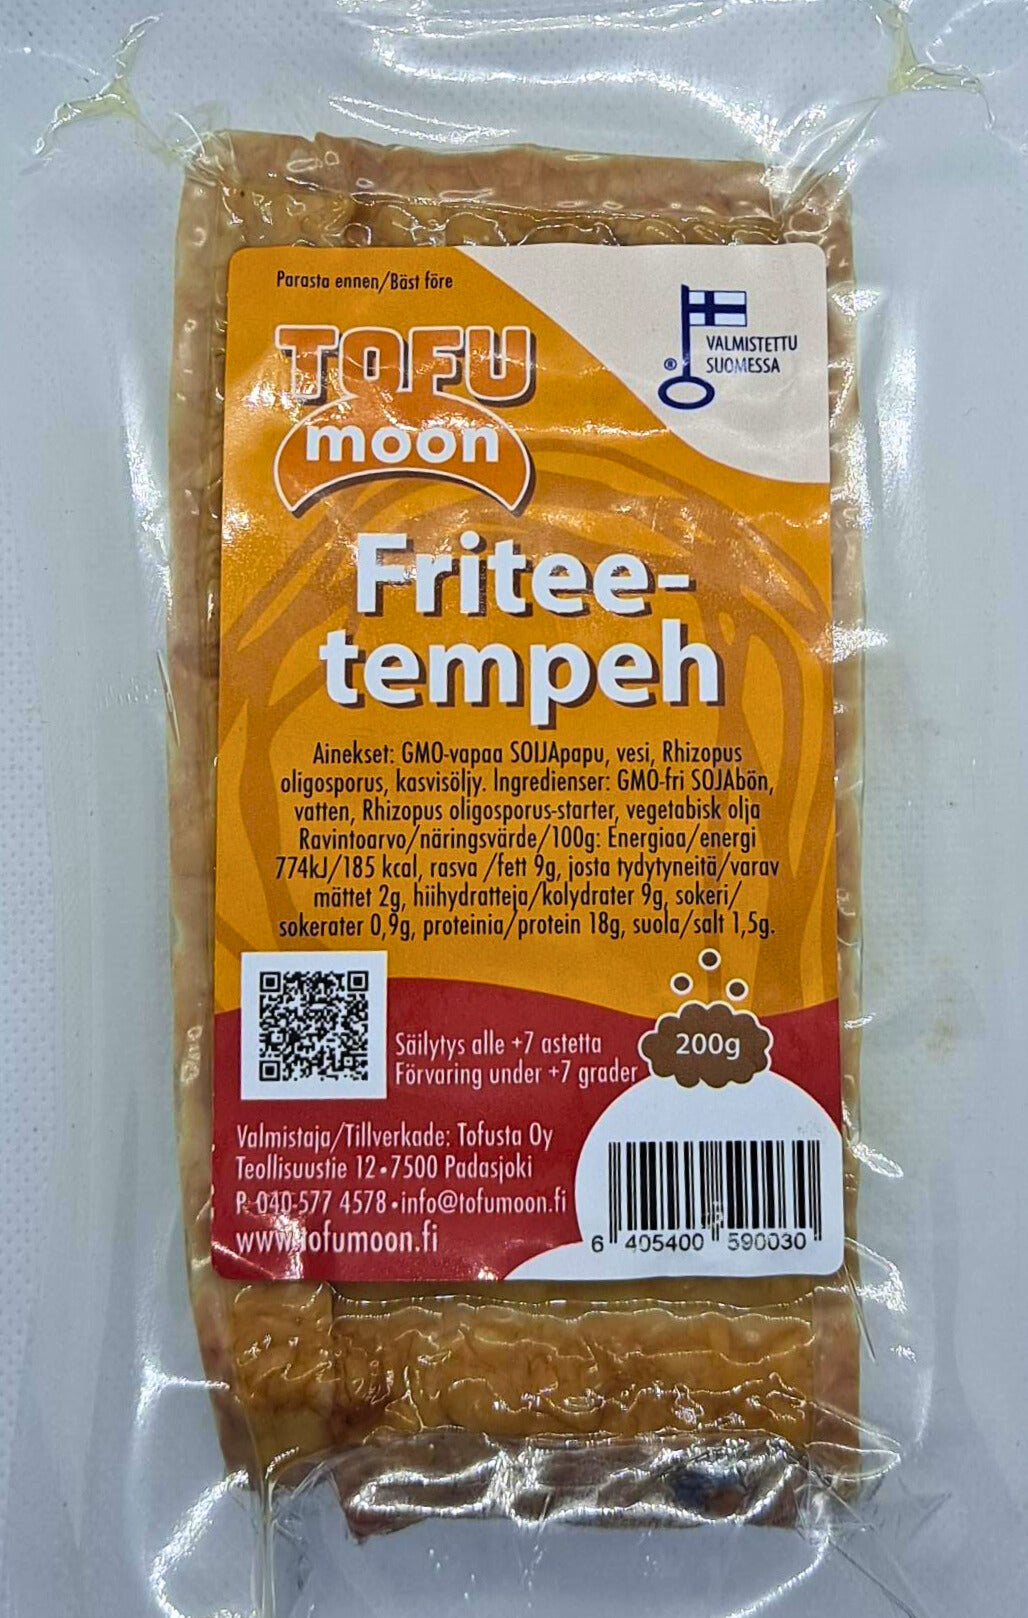 Parasta ennen/Bäst före
TOFU
moon
VALMISTETTU
SUOMESSA
®
Fritee-
tempeh
Ainekset: GMO-vapaa SOIJApapu, vesi, Rhizopus
oligosporus, kasvisöljy. Ingredienser: GMO-fri SOJAbön,
vatten, Rhizopus oligosporus-starter, vegetabisk olja
Ravintoarvo/näringsvärde/100g: Energiaa/energi
774kJ/185 kcal, rasva /fett 9g, josta tydytyneitä/varav
mättet 2g, hiihydratteja/kolydrater 9g, sokeri/
sokerater 0,9g, proteinia/protein 18g, suola/salt 1,5g.
Säilytys alle +7 astetta
Förvaring under +7 grader
200g
Valmistaja/Tillverkade: Tofusta Oy
Teollisuustie 12•7500 Padasjoki
P. 040-577 4578•info@tofumoon.fi
www.tofumoon.fi
6 405400 590030